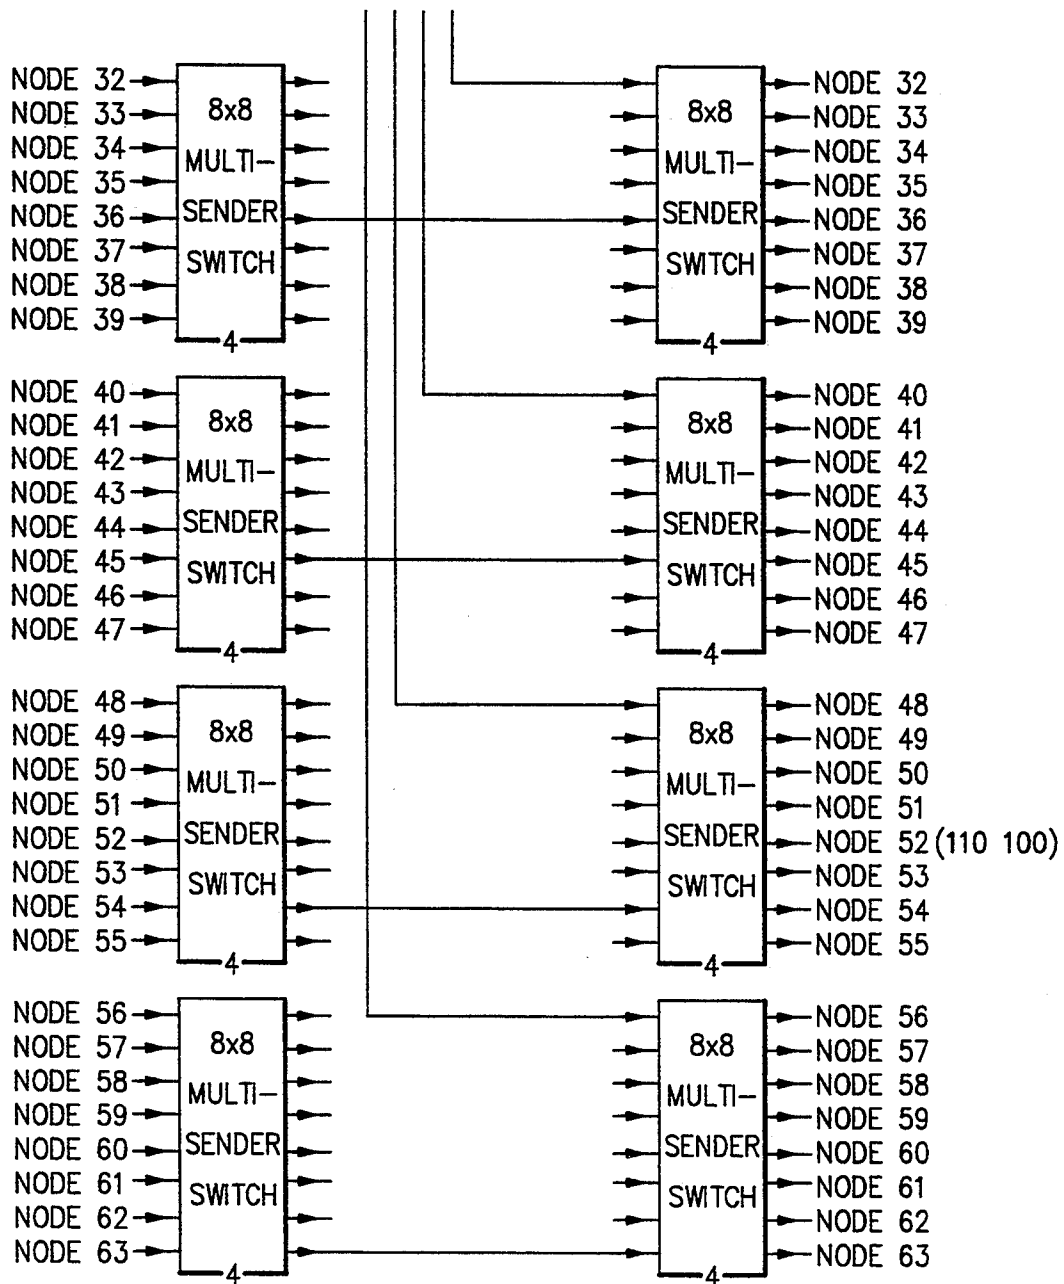 NODE 32
NODE 33
NODE 34
NODE 35
NODE 36
NODE 37
NODE 38
NODE 39
8x8
MULTI-
SENDER
SWITCH
4
8x8
MULTI-
SENDER
SWITCH
4
NODE 32
NODE 33
NODE 34
NODE 35
NODE 36
NODE 37
NODE 38
NODE 39
NODE 40
NODE 41
NODE 42
NODE 43
NODE 44
NODE 45
NODE 46
NODE 47
8x8
MULTI-
SENDER
SWITCH
4
8x8
MULTI-
SENDER
SWITCH
4
NODE 40
NODE 41
NODE 42
NODE 43
NODE 44
NODE 45
NODE 46
NODE 47
NODE 48
NODE 49
NODE 50
NODE 51
NODE 52
NODE 53
NODE 54
NODE 55
8x8
MULTI-
SENDER
SWITCH
4
8x8
MULTI-
SENDER
SWITCH
4
NODE 48
NODE 49
NODE 50
NODE 51
NODE 52 (110 100)
NODE 53
NODE 54
NODE 55
NODE 56
NODE 57
NODE 58
NODE 59
NODE 60
NODE 61
NODE 62
NODE 63
8x8
MULTI-
SENDER
SWITCH
4
8x8
MULTI-
SENDER
SWITCH
4
NODE 56
NODE 57
NODE 58
NODE 59
NODE 60
NODE 61
NODE 62
NODE 63